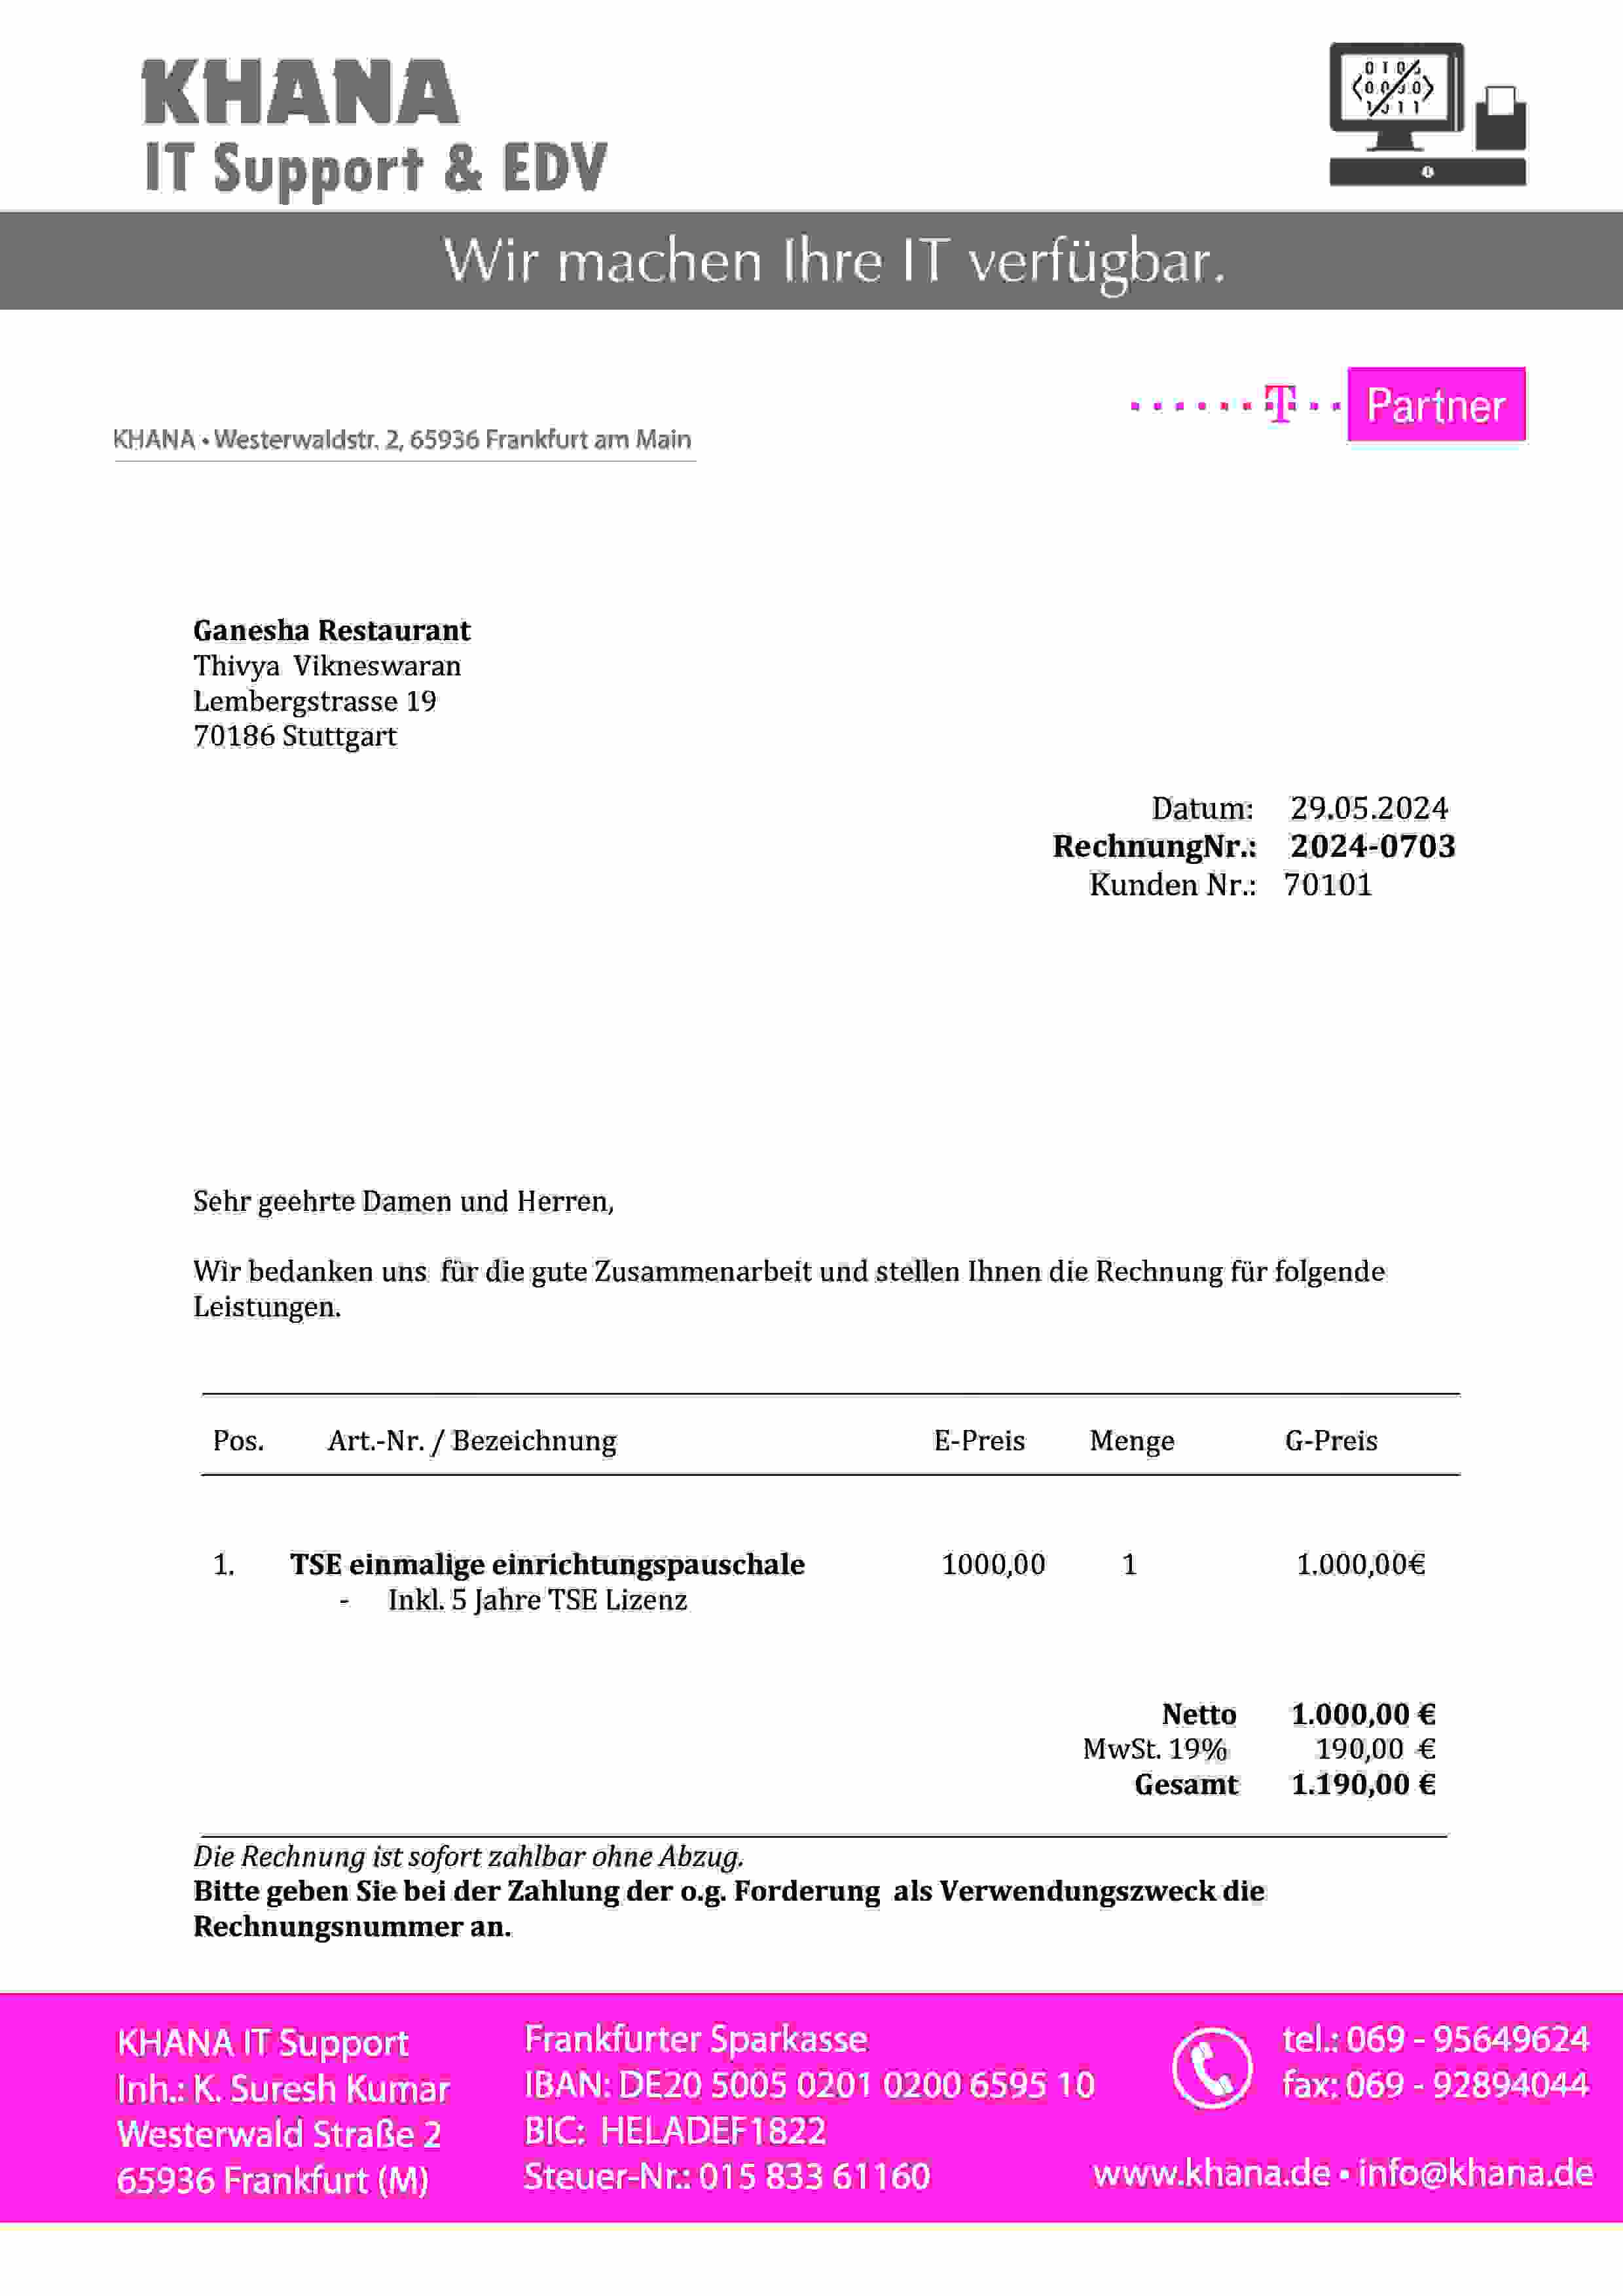 KHANA
IT Support & EDV
Wir machen Ihre IT verfügbar.
T Partner
KHANA • Westerwaldstr. 2, 65936 Frankfurt am Main
Ganesha Restaurant
Thivya Vikneswaran
Lembergstrasse 19
70186 Stuttgart
Datum: 29.05.2024
RechnungNr.: 2024-0703
Kunden Nr.: 70101
Sehr geehrte Damen und Herren,
Wir bedanken uns für die gute Zusammenarbeit und stellen Ihnen die Rechnung für folgende
Leistungen.
Pos. Art.-Nr. / Bezeichnung E-Preis Menge G-Preis
1. TSE einmalige einrichtungspauschale 1000,00 1 1.000,00€
- Inkl. 5 Jahre TSE Lizenz
Netto 1.000,00 €
MwSt. 19% 190,00 €
Gesamt 1.190,00 €
Die Rechnung ist sofort zahlbar ohne Abzug.
Bitte geben Sie bei der Zahlung der o.g. Forderung als Verwendungszweck die
Rechnungsnummer an.
KHANA IT Support
Inh.: K. Suresh Kumar
Westerwald Straße 2
65936 Frankfurt (M)
Frankfurter Sparkasse
IBAN: DE20 5005 0201 0200 6595 10
BIC: HELADEF1822
Steuer-Nr.: 015 833 61160
tel.: 069 - 95649624
fax: 069 - 92894044
www.khana.de • info@khana.de